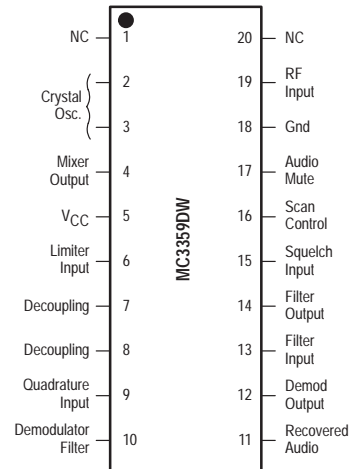 NC 1
Crystal
Osc.
2
3
Mixer
Output
4
VCC 5
Limiter
Input
6
Decoupling 7
Decoupling 8
Quadrature
Input
9
Demodulator
Filter
10
MC3359DW
20 NC
19 RF
Input
18 Gnd
17 Audio
Mute
16 Scan
Control
15 Squelch
Input
14 Filter
Output
13 Filter
Input
12 Demod
Output
11 Recovered
Audio